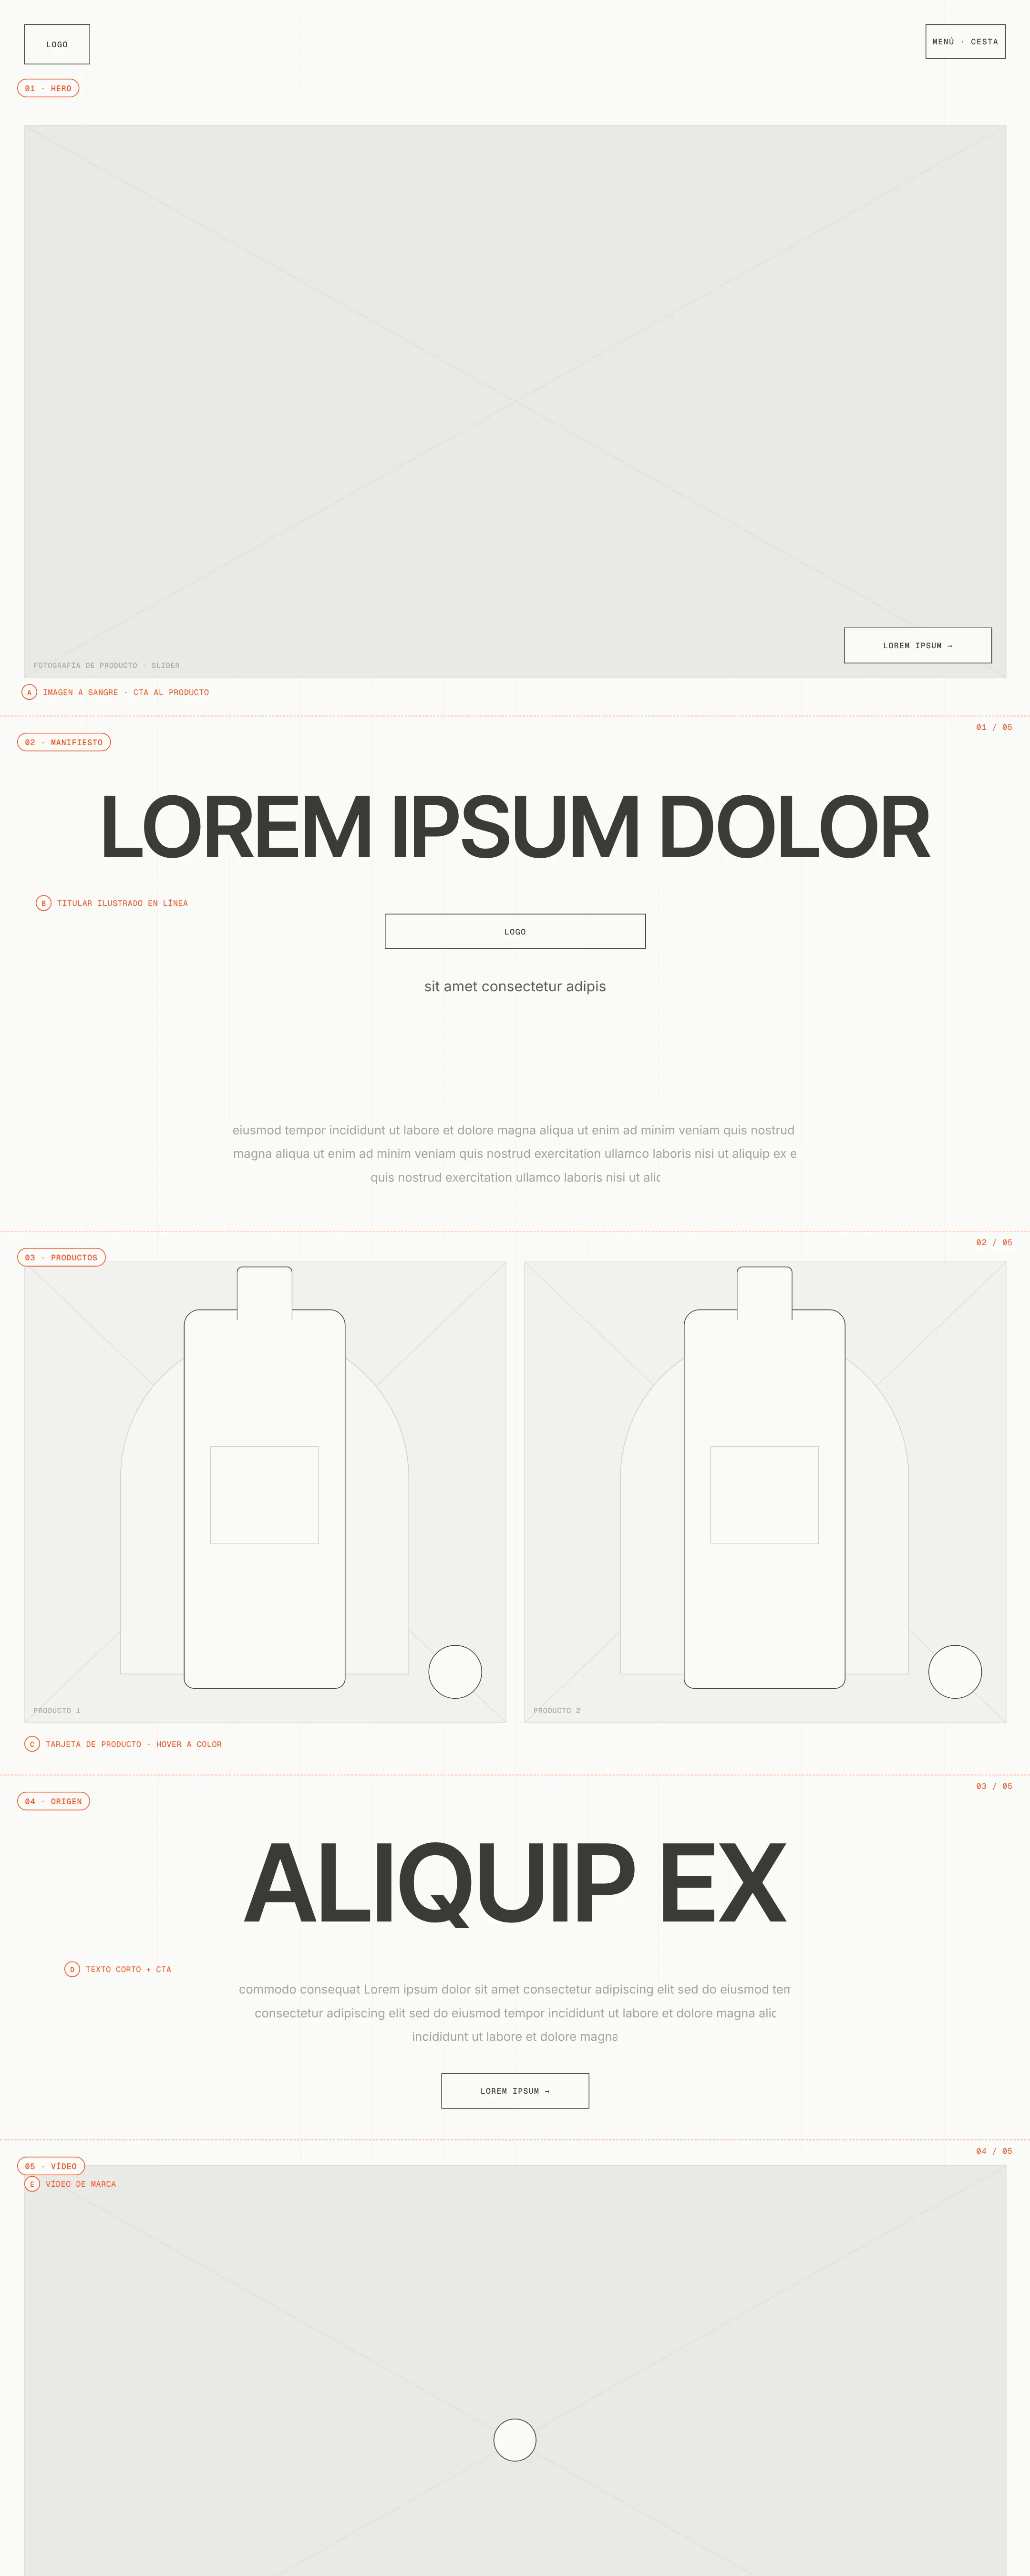 LOGO
MENÚ · CESTA
01 · HERO
FOTOGRAFÍA DE PRODUCTO · SLIDER
LOREM IPSUM →
A IMAGEN A SANGRE · CTA AL PRODUCTO
01 / 05
02 · MANIFIESTO
LOREM IPSUM DOLOR
B TITULAR ILUSTRADO EN LÍNEA
LOGO
sit amet consectetur adipis
eiusmod tempor incididunt ut labore et dolore magna aliqua ut enim ad minim veniam quis nostrud
magna aliqua ut enim ad minim veniam quis nostrud exercitation ullamco laboris nisi ut aliquip ex e
quis nostrud exercitation ullamco laboris nisi ut alic
02 / 05
03 · PRODUCTOS
PRODUCTO 1
PRODUCTO 2
C TARJETA DE PRODUCTO · HOVER A COLOR
03 / 05
04 · ORIGEN
ALIQUIP EX
D TEXTO CORTO + CTA
commodo consequat Lorem ipsum dolor sit amet consectetur adipiscing elit sed do eiusmod tem
consectetur adipiscing elit sed do eiusmod tempor incididunt ut labore et dolore magna alic
incididunt ut labore et dolore magna
LOREM IPSUM →
04 / 05
05 · VÍDEO
E VÍDEO DE MARCA